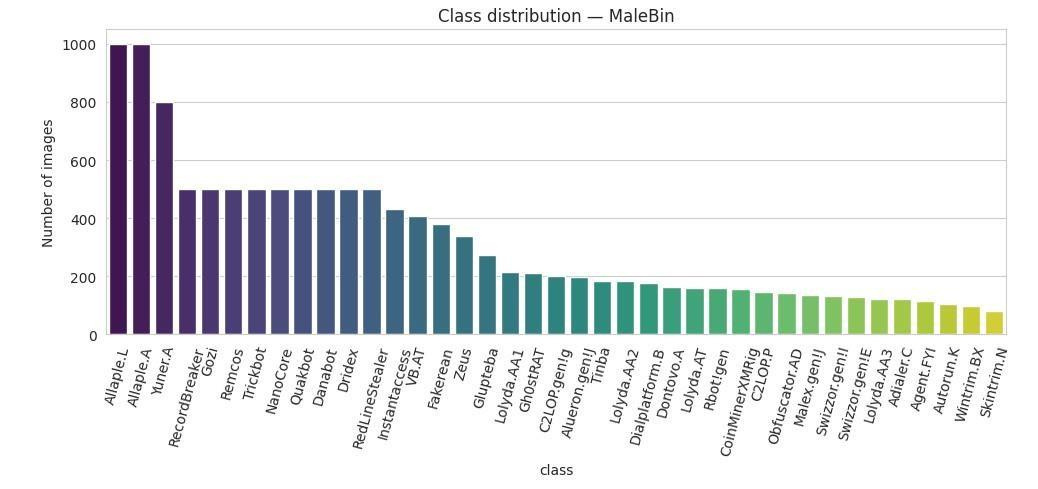 Class distribution — MaleBin
Number of images
1000
800
600
400
200
0
Allaple.L
Allaple.A
Yuner.A
RecordBreaker
Gozi
Remcos
Trickbot
NanoCore
Quakbot
Danabot
Dridex
RedLineStealer
Instantaccess
VB.AT
Fakerean
Zeus
Glupteba
Lolyda.AA1
Gh0stRAT
C2LOP.gen!g
Alueron.gen!J
Tinba
Lolyda.AA2
Dialplatform.B
Dontovo.A
Lolyda.AT
Rbot!gen
CoinMinerXMRig
C2LOP.P
Obfuscator.AD
Malex.gen!J
Swizzor.gen!I
Swizzor.gen!E
Lolyda.AA3
Adialer.C
Agent.FYI
Autorun.K
Wintrim.BX
Skintrim.N
class